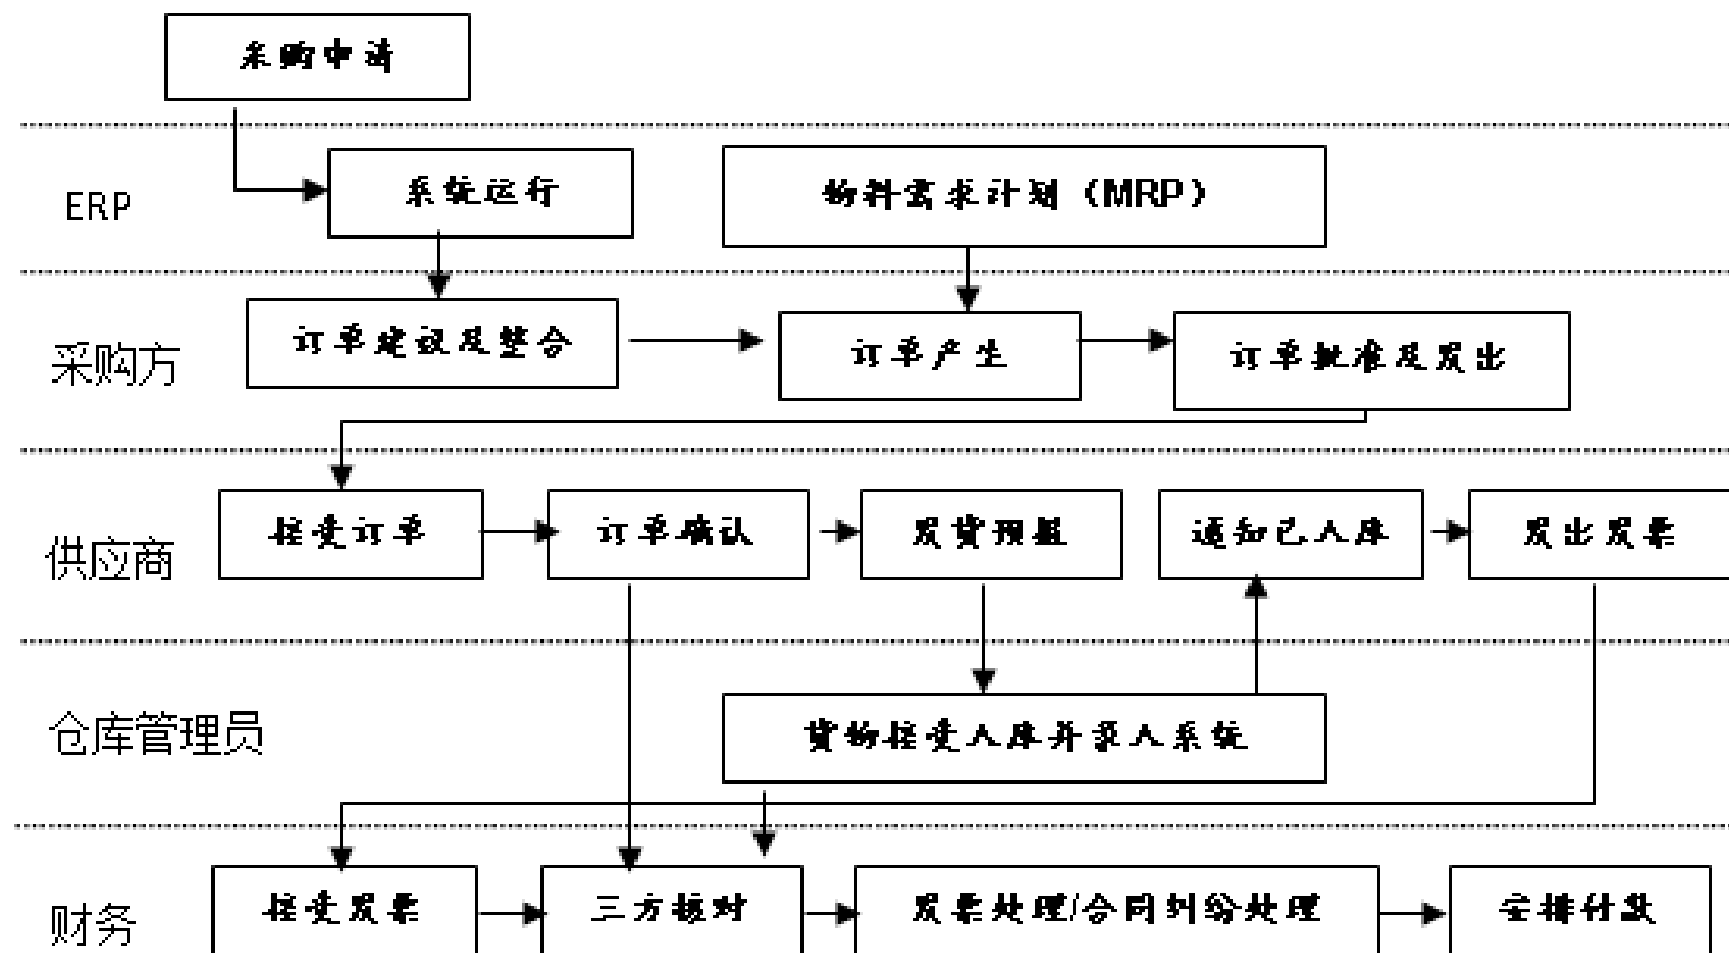 采购申请
ERP
系统运行
物料需求计划（MRP）
采购方
订单建议及整合
订单产生
订单批准及发出
供应商
接受订单
订单确认
发货预报
通知已入库
发出发票
仓库管理员
货物接受入库并录入系统
财务
接受发票
三方核对
发票处理/合同纠纷处理
安排付款